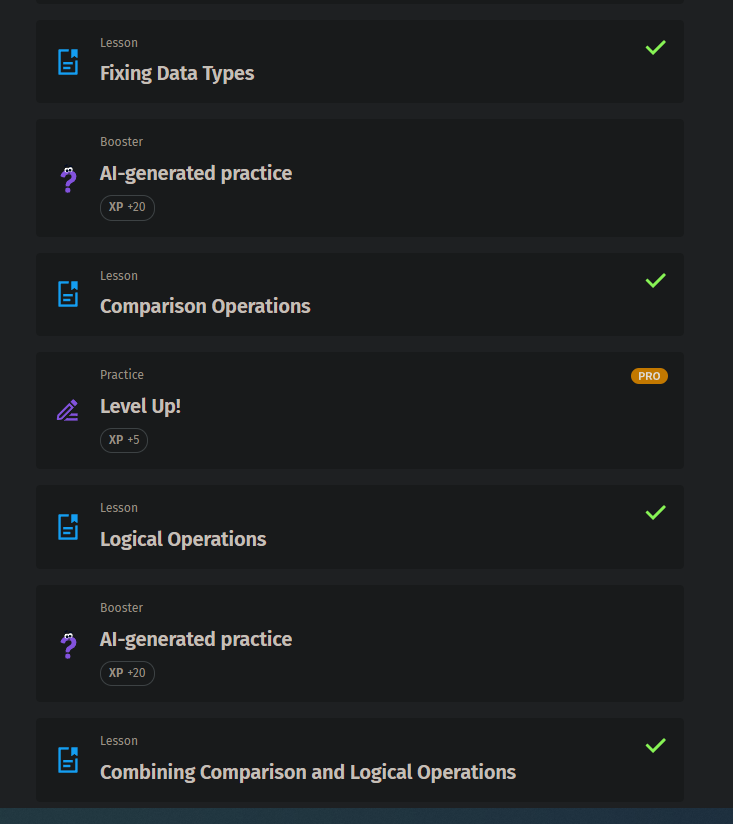 Lesson
Fixing Data Types
Booster
AI-generated practice
XP +20
Lesson
Comparison Operations
Practice
PRO
Level Up!
XP +5
Lesson
Logical Operations
Booster
AI-generated practice
XP +20
Lesson
Combining Comparison and Logical Operations